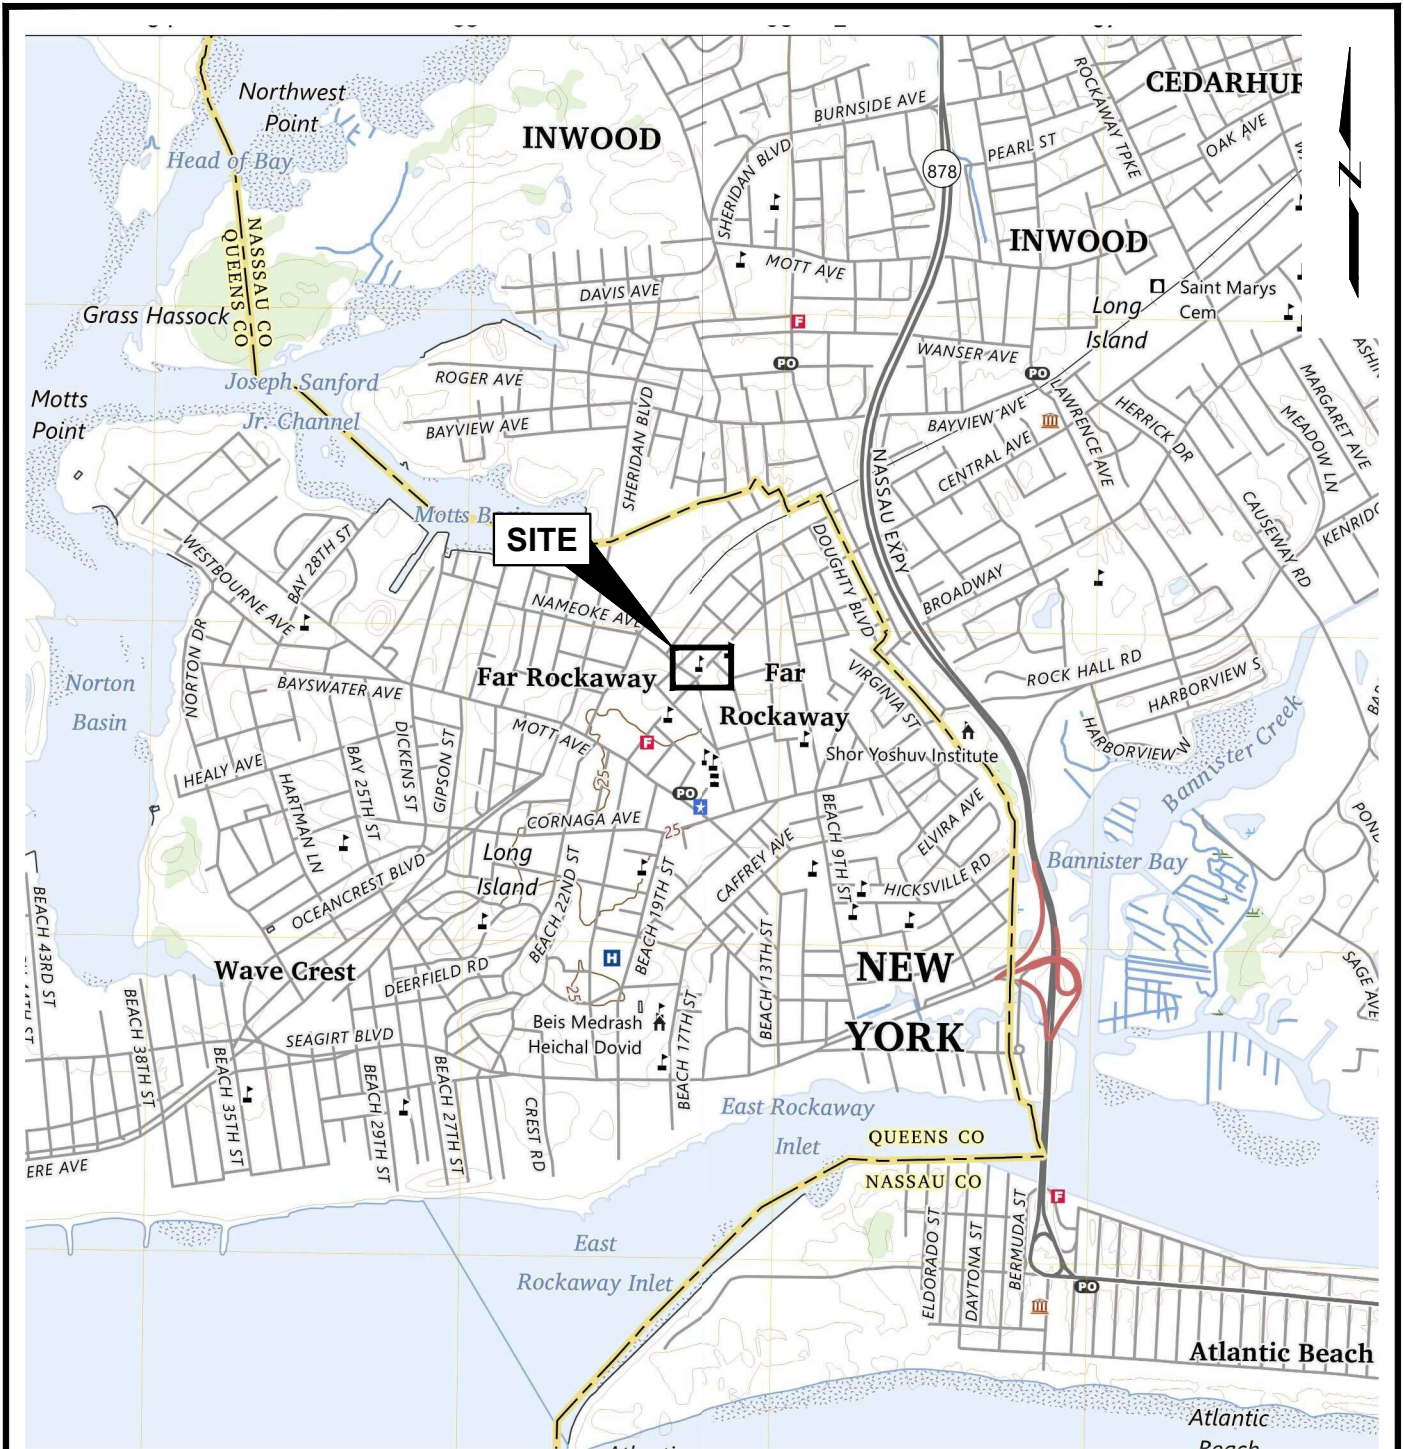 Northwest
Point
INWOOD
BURNSIDE AVE
ROCKAWAY TPKE
CEDARHUR
OAK AVE
PEARL ST
Head of Bay
SHERIDAN BLVD
878
NASSAU CO
QUEENS CO
INWOOD
MOTT AVE
DAVIS AVE
Saint Marys
Cem
Grass Hassock
Long
Island
F
WANSER AVE
PO
PO
Joseph Sanford
Jr. Channel
ROGER AVE
BAYVIEW AVE
SHERIDAN BLVD
Motts
Point
BAYVIEW AVE
CENTRAL AVE
LAWRENCE AVE
HERRICK DR
MARGARET AVE
MEADOW LN
CAUSEWAY RD
NASSAU EXPY
SITE
DOUGHTY BLVD
BROADWAY
WESTBOURNE AVE
BAY 28TH ST
NAMEOKE AVE
NORTON DR
Norton
Basin
BAYSWATER AVE
Far Rockaway
Far
Rockaway
VIRGINIA ST
ROCK HALL RD
HARBORVIEW S
HARBORVIEW W
Bannister Creek
MOTT AVE
F
Shor Yoshuv Institute
HEALY AVE
HARTMAN LN
BAY 25TH ST
DICKENS ST
GIPSON ST
25
PO
CORNAGA AVE
25
BEACH 9TH ST
ELVIRA AVE
HICKSVILLE RD
CAFFREY AVE
Long
Island
Bannister Bay
OCEANCREST BLVD
BEACH 22ND ST
BEACH 19TH ST
BEACH 13TH ST
BEACH 43RD ST
H
Wave Crest
DEERFIELD RD
25
NEW
YORK
SAGE AVE
Beis Medrash
Heichal Dovid
BEACH 17TH ST
BEACH 38TH ST
SEAGIRT BLVD
BEACH 35TH ST
BEACH 29TH ST
BEACH 27TH ST
CREST RD
ERE AVE
East Rockaway
Inlet
QUEENS CO
NASSAU CO
F
ELDORADO ST
DAYTONA ST
BERMUDA ST
East
Rockaway Inlet
PO
Atlantic Beach
Atlantic